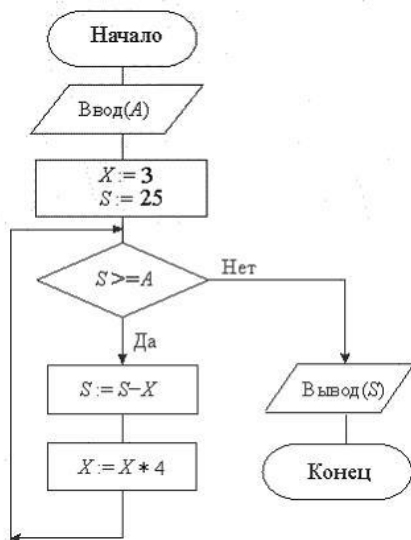 Начало
Ввод(A)
X := 3
S := 25
S >= A
Нет
Да
S := S−X
X := X * 4
Вывод(S)
Конец